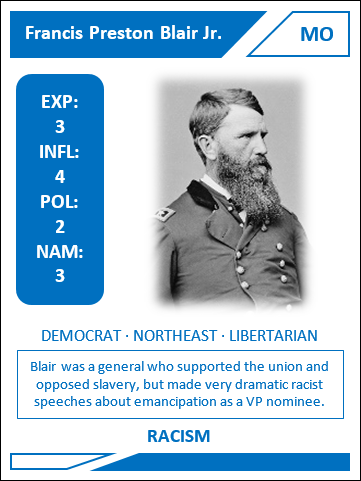 Francis Preston Blair Jr.
MO
EXP:
3
INFL:
4
POL:
2
NAM:
3
DEMOCRAT · NORTHEAST · LIBERTARIAN
Blair was a general who supported the union and
opposed slavery, but made very dramatic racist
speeches about emancipation as a VP nominee.
RACISM